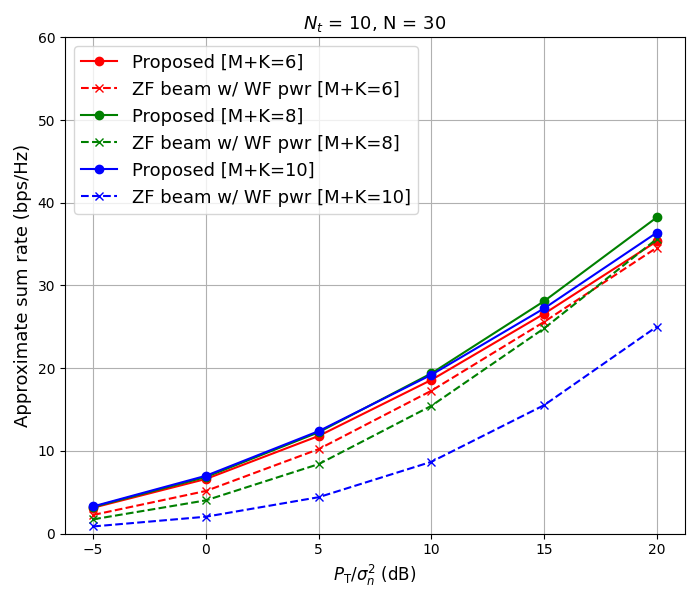 N_t = 10, N = 30
60
50
40
30
20
10
0
Approximate sum rate (bps/Hz)
Proposed [M+K=6]
ZF beam w/ WF pwr [M+K=6]
Proposed [M+K=8]
ZF beam w/ WF pwr [M+K=8]
Proposed [M+K=10]
ZF beam w/ WF pwr [M+K=10]
−5 0 5 10 15 20
P_T/σ_n^2 (dB)